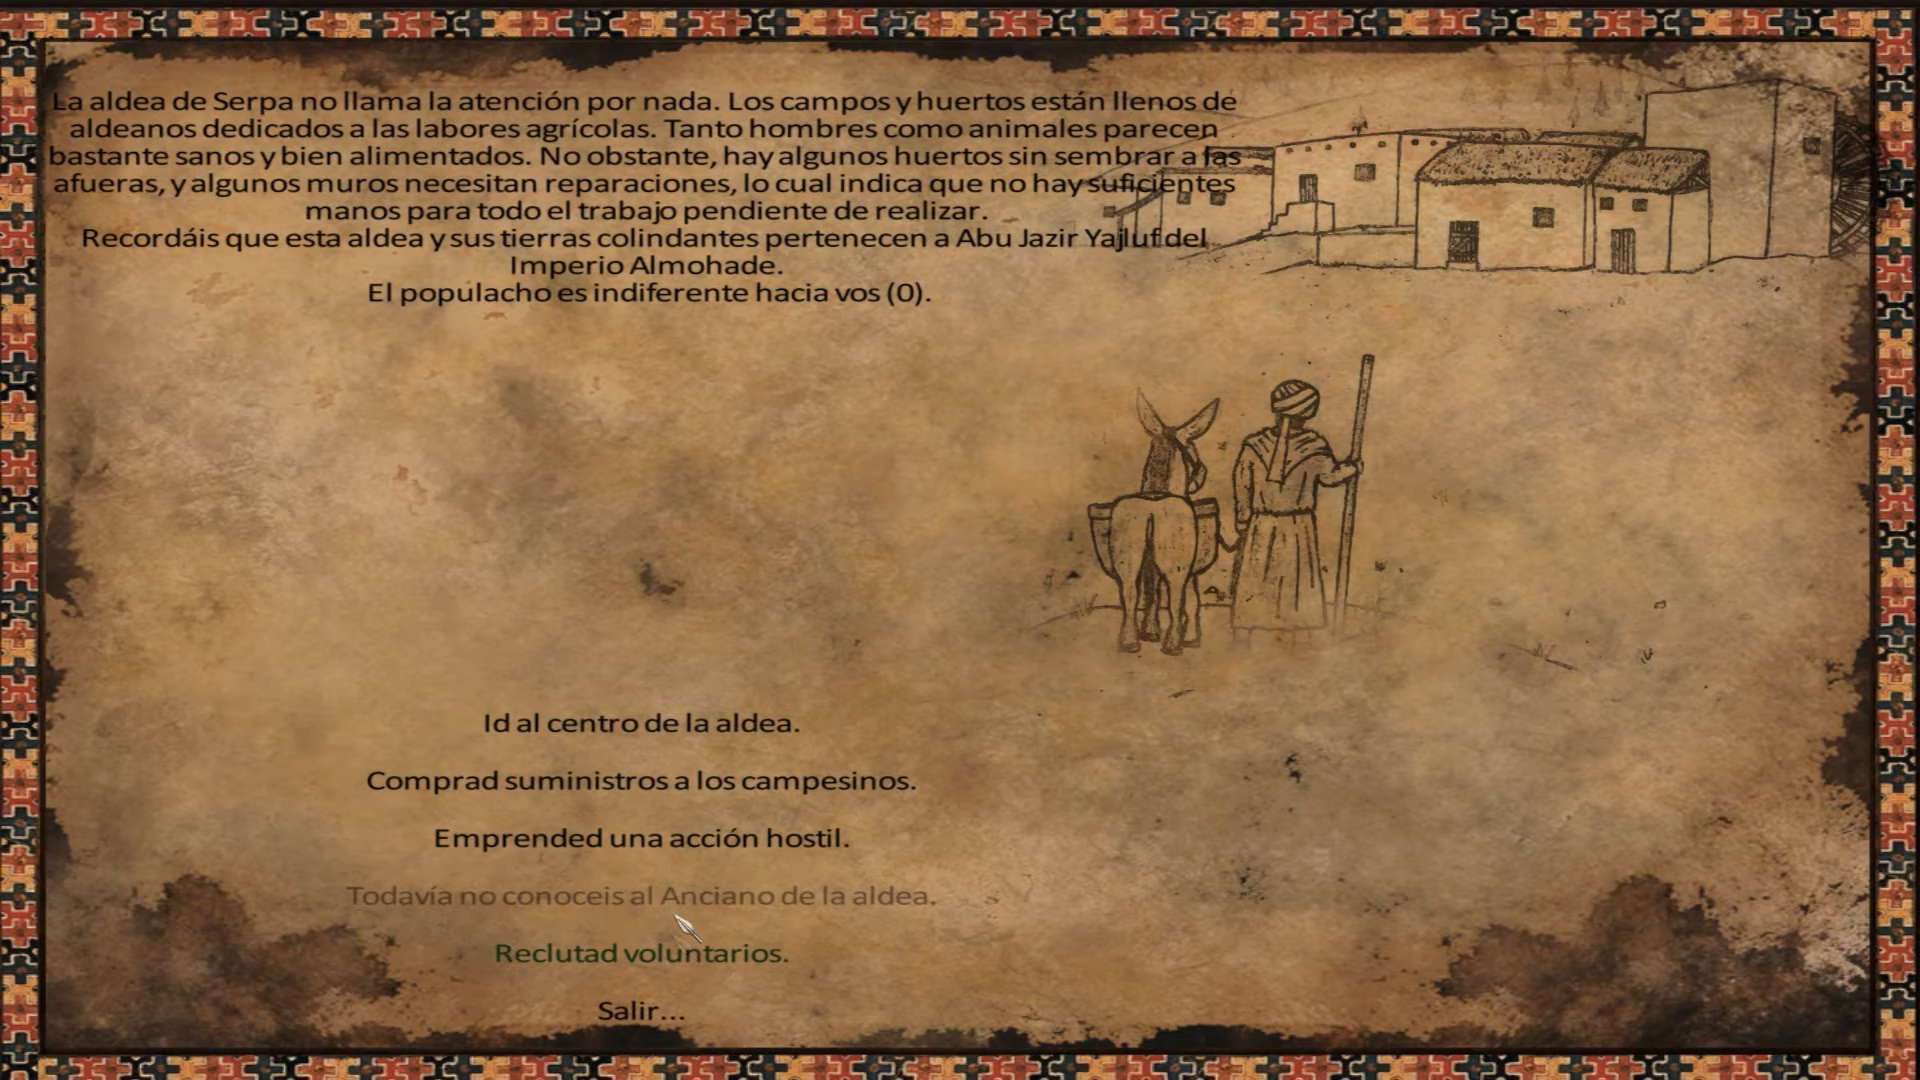 La aldea de Serpa no llama la atención por nada. Los campos y huertos están llenos de
aldeanos dedicados a las labores agrícolas. Tanto hombres como animales parecen
bastante sanos y bien alimentados. No obstante, hay algunos huertos sin sembrar a las
afueras, y algunos muros necesitan reparaciones, lo cual indica que no hay suficientes
manos para todo el trabajo pendiente de realizar.
Recordáis que esta aldea y sus tierras colindantes pertenecen a Abu Jazir Yajluf del
Imperio Almohade.
El populacho es indiferente hacia vos (0).
Id al centro de la aldea.
Comprad suministros a los campesinos.
Emprended una acción hostil.
Todavía no conoceis al Anciano de la aldea.
Reclutad voluntarios.
Salir...